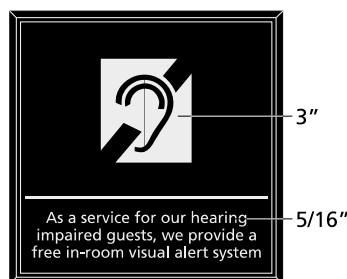 3"
As a service for our hearing
5/16"
impaired guests, we provide a
free in-room visual alert system